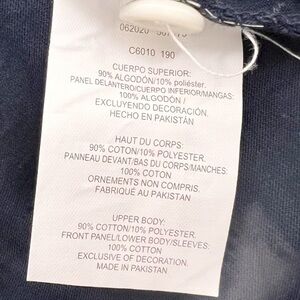 062020
C6010 190
CUERPO SUPERIOR:
90% ALGODÓN/10% poliéster.
PANEL DELANTERO/CUERPO INFERIOR/MANGAS:
100% ALGODÓN /
EXCLUYENDO DECORACIÓN.
HECHO EN PAKISTÁN
HAUT DU CORPS:
90% COTTON/10% POLYESTER.
PANNEAU DEVANT/BAS DU CORPS/MANCHES:
100% COTON
ORNEMENTS NON COMPRIS.
FABRIQUÉ AU PAKISTAN
UPPER BODY:
90% COTTON/10% POLYESTER.
FRONT PANEL/LOWER BODY/SLEEVES:
100% COTTON
EXCLUSIVE OF DECORATION.
MADE IN PAKISTAN